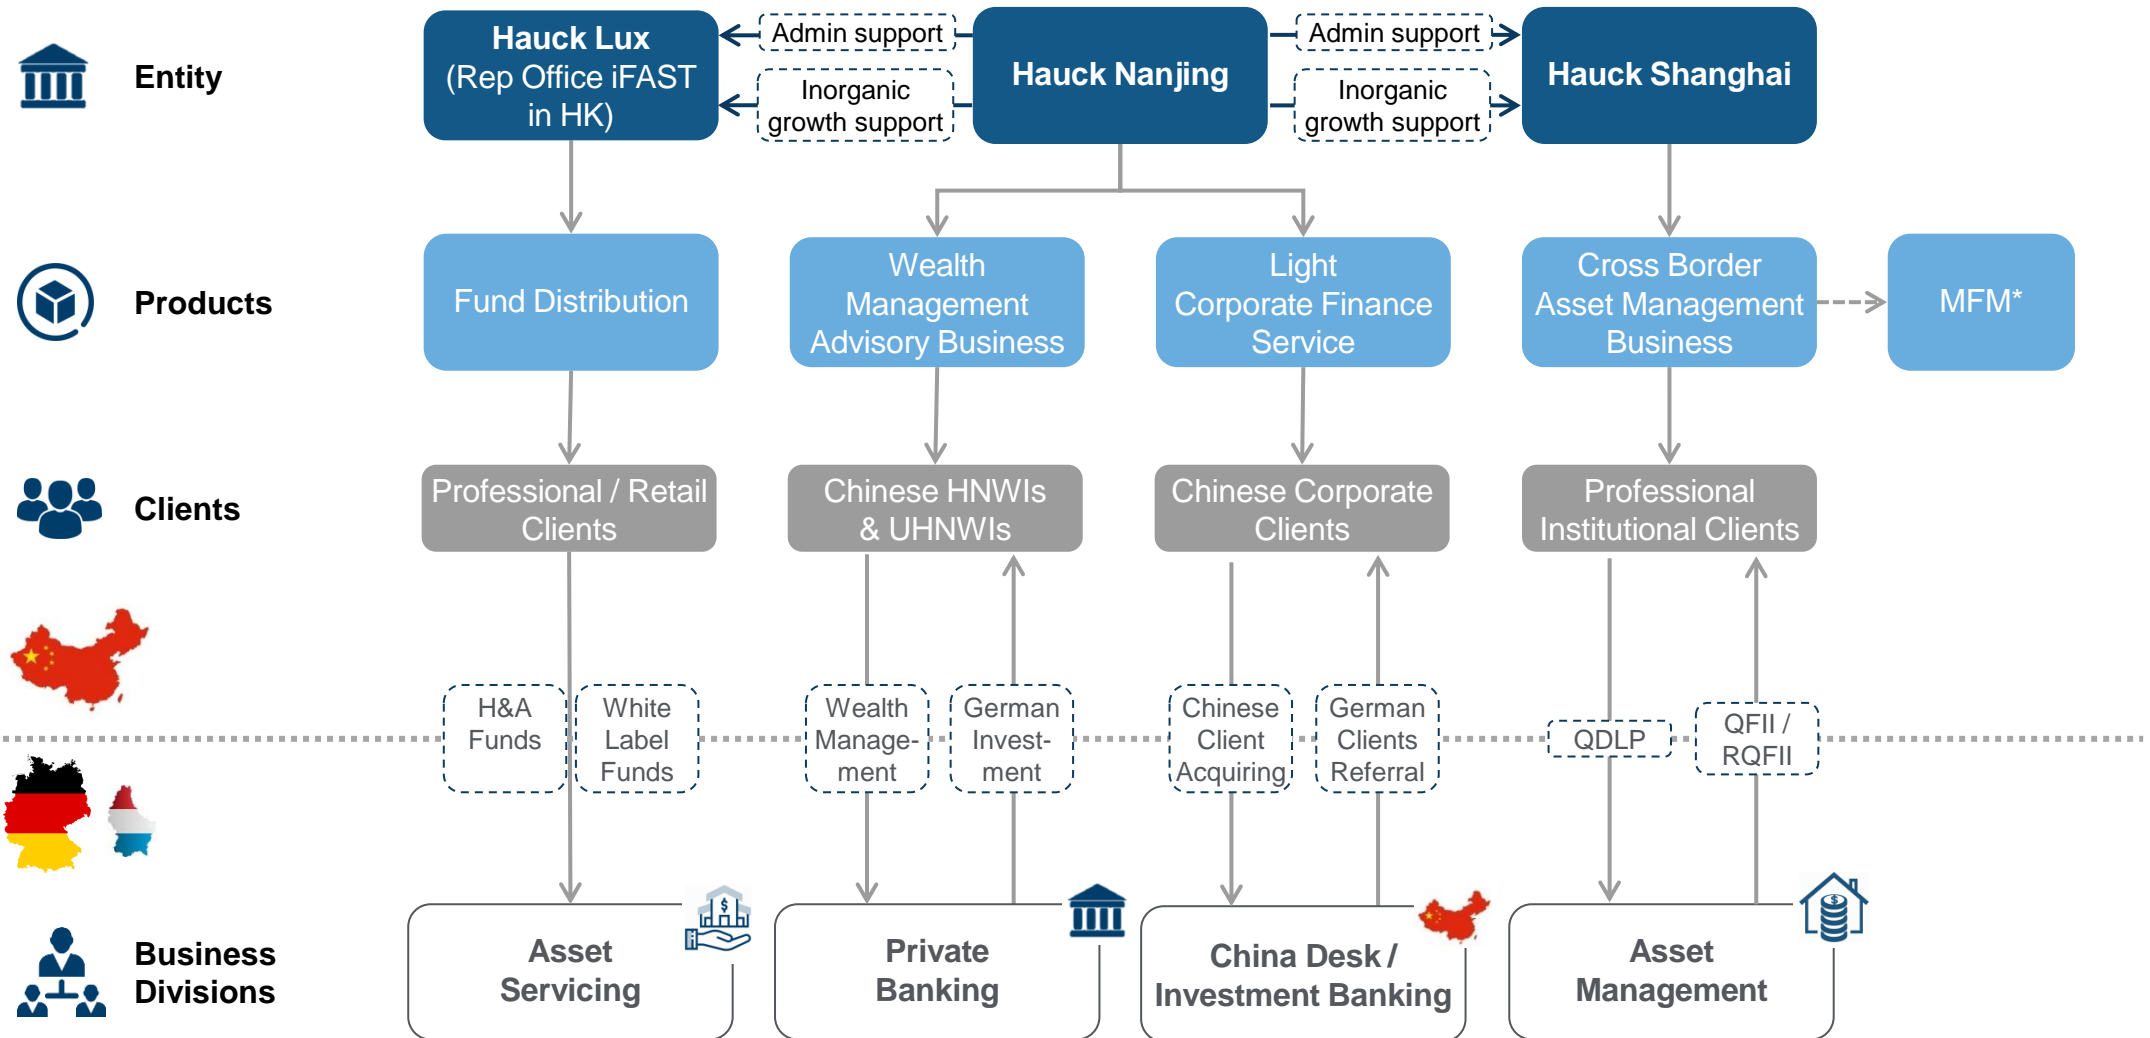 Entity
Hauck Lux
(Rep Office iFAST
in HK)
Admin support
Inorganic
growth support
Hauck Nanjing
Admin support
Inorganic
growth support
Hauck Shanghai
Products
Fund Distribution
Wealth
Management
Advisory Business
Light
Corporate Finance
Service
Cross Border
Asset Management
Business
MFM*
Clients
Professional / Retail
Clients
Chinese HNWIs
& UHNWIs
Chinese Corporate
Clients
Professional
Institutional Clients
H&A
Funds
White
Label
Funds
Wealth
Manage-
ment
German
Invest-
ment
Chinese
Client
Acquiring
German
Clients
Referral
QDLP
QFII /
RQFII
Business
Divisions
Asset
Servicing
Private
Banking
China Desk /
Investment Banking
Asset
Management